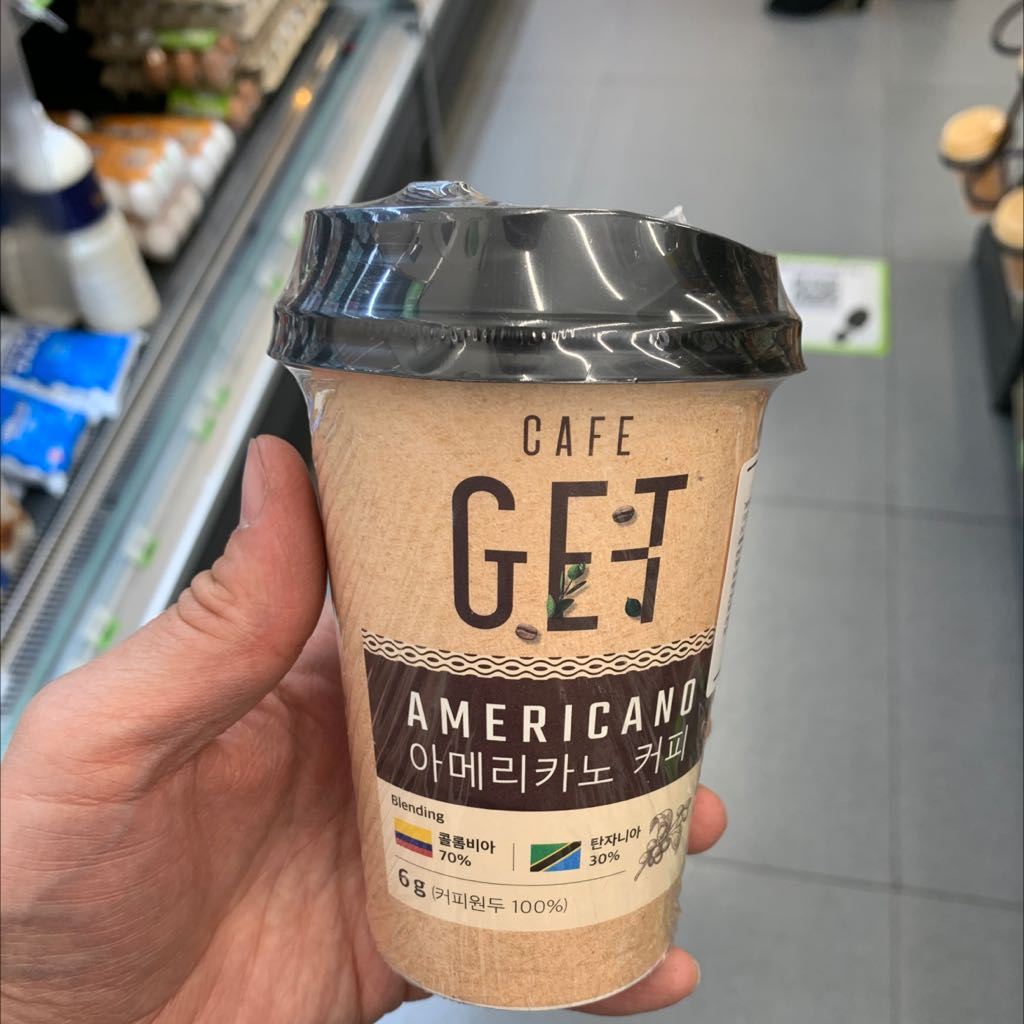 CAFE
GET
AMERICANO
아메리카노 커피
Blending
콜롬비아
70%
탄자니아
30%
6g (커피원두 100%)